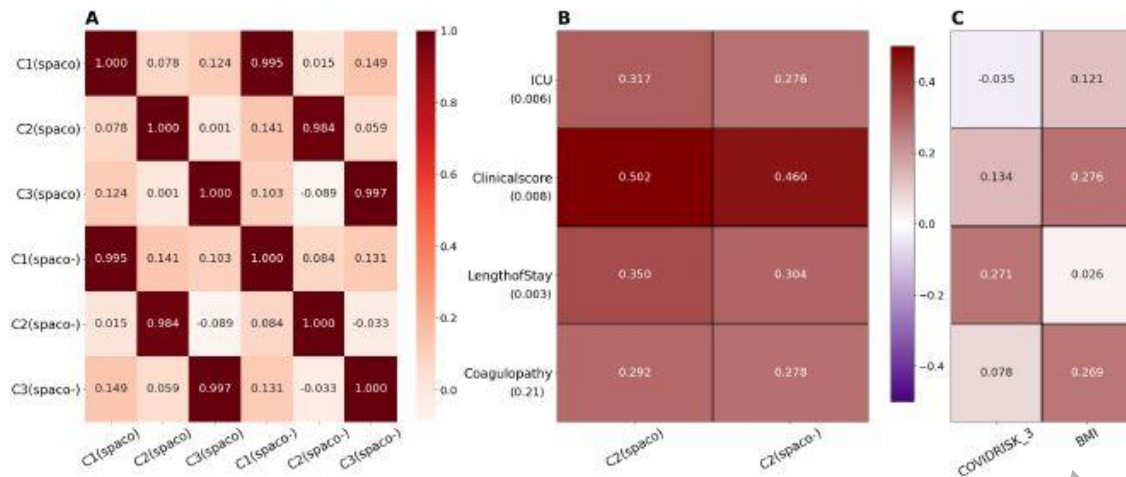 A
C1(spaco) 1.000 0.078 0.124 0.995 0.015 0.149
C2(spaco) 0.078 1.000 0.001 0.141 0.984 0.059
C3(spaco) 0.124 0.001 1.000 0.103 -0.089 0.997
C1(spaco-) 0.995 0.141 0.103 1.000 0.084 0.131
C2(spaco-) 0.015 0.984 -0.089 0.084 1.000 -0.033
C3(spaco-) 0.149 0.059 0.997 0.131 -0.033 1.000
C1(spaco) C2(spaco) C3(spaco) C1(spaco-) C2(spaco-) C3(spaco-)
1.0
0.8
0.6
0.4
0.2
0.0
B
ICU 0.317 0.276
(0.006)
Clinicalscore 0.502 0.460
(0.008)
LengthofStay 0.350 0.304
(0.003)
Coagulopathy 0.292 0.278
(0.21)
C2(spaco) C2(spaco-)
0.4
0.2
0.0
−0.2
−0.4
C
-0.035 0.121
0.134 0.276
0.271 0.026
0.078 0.269
COVIDRISK_3 BMI